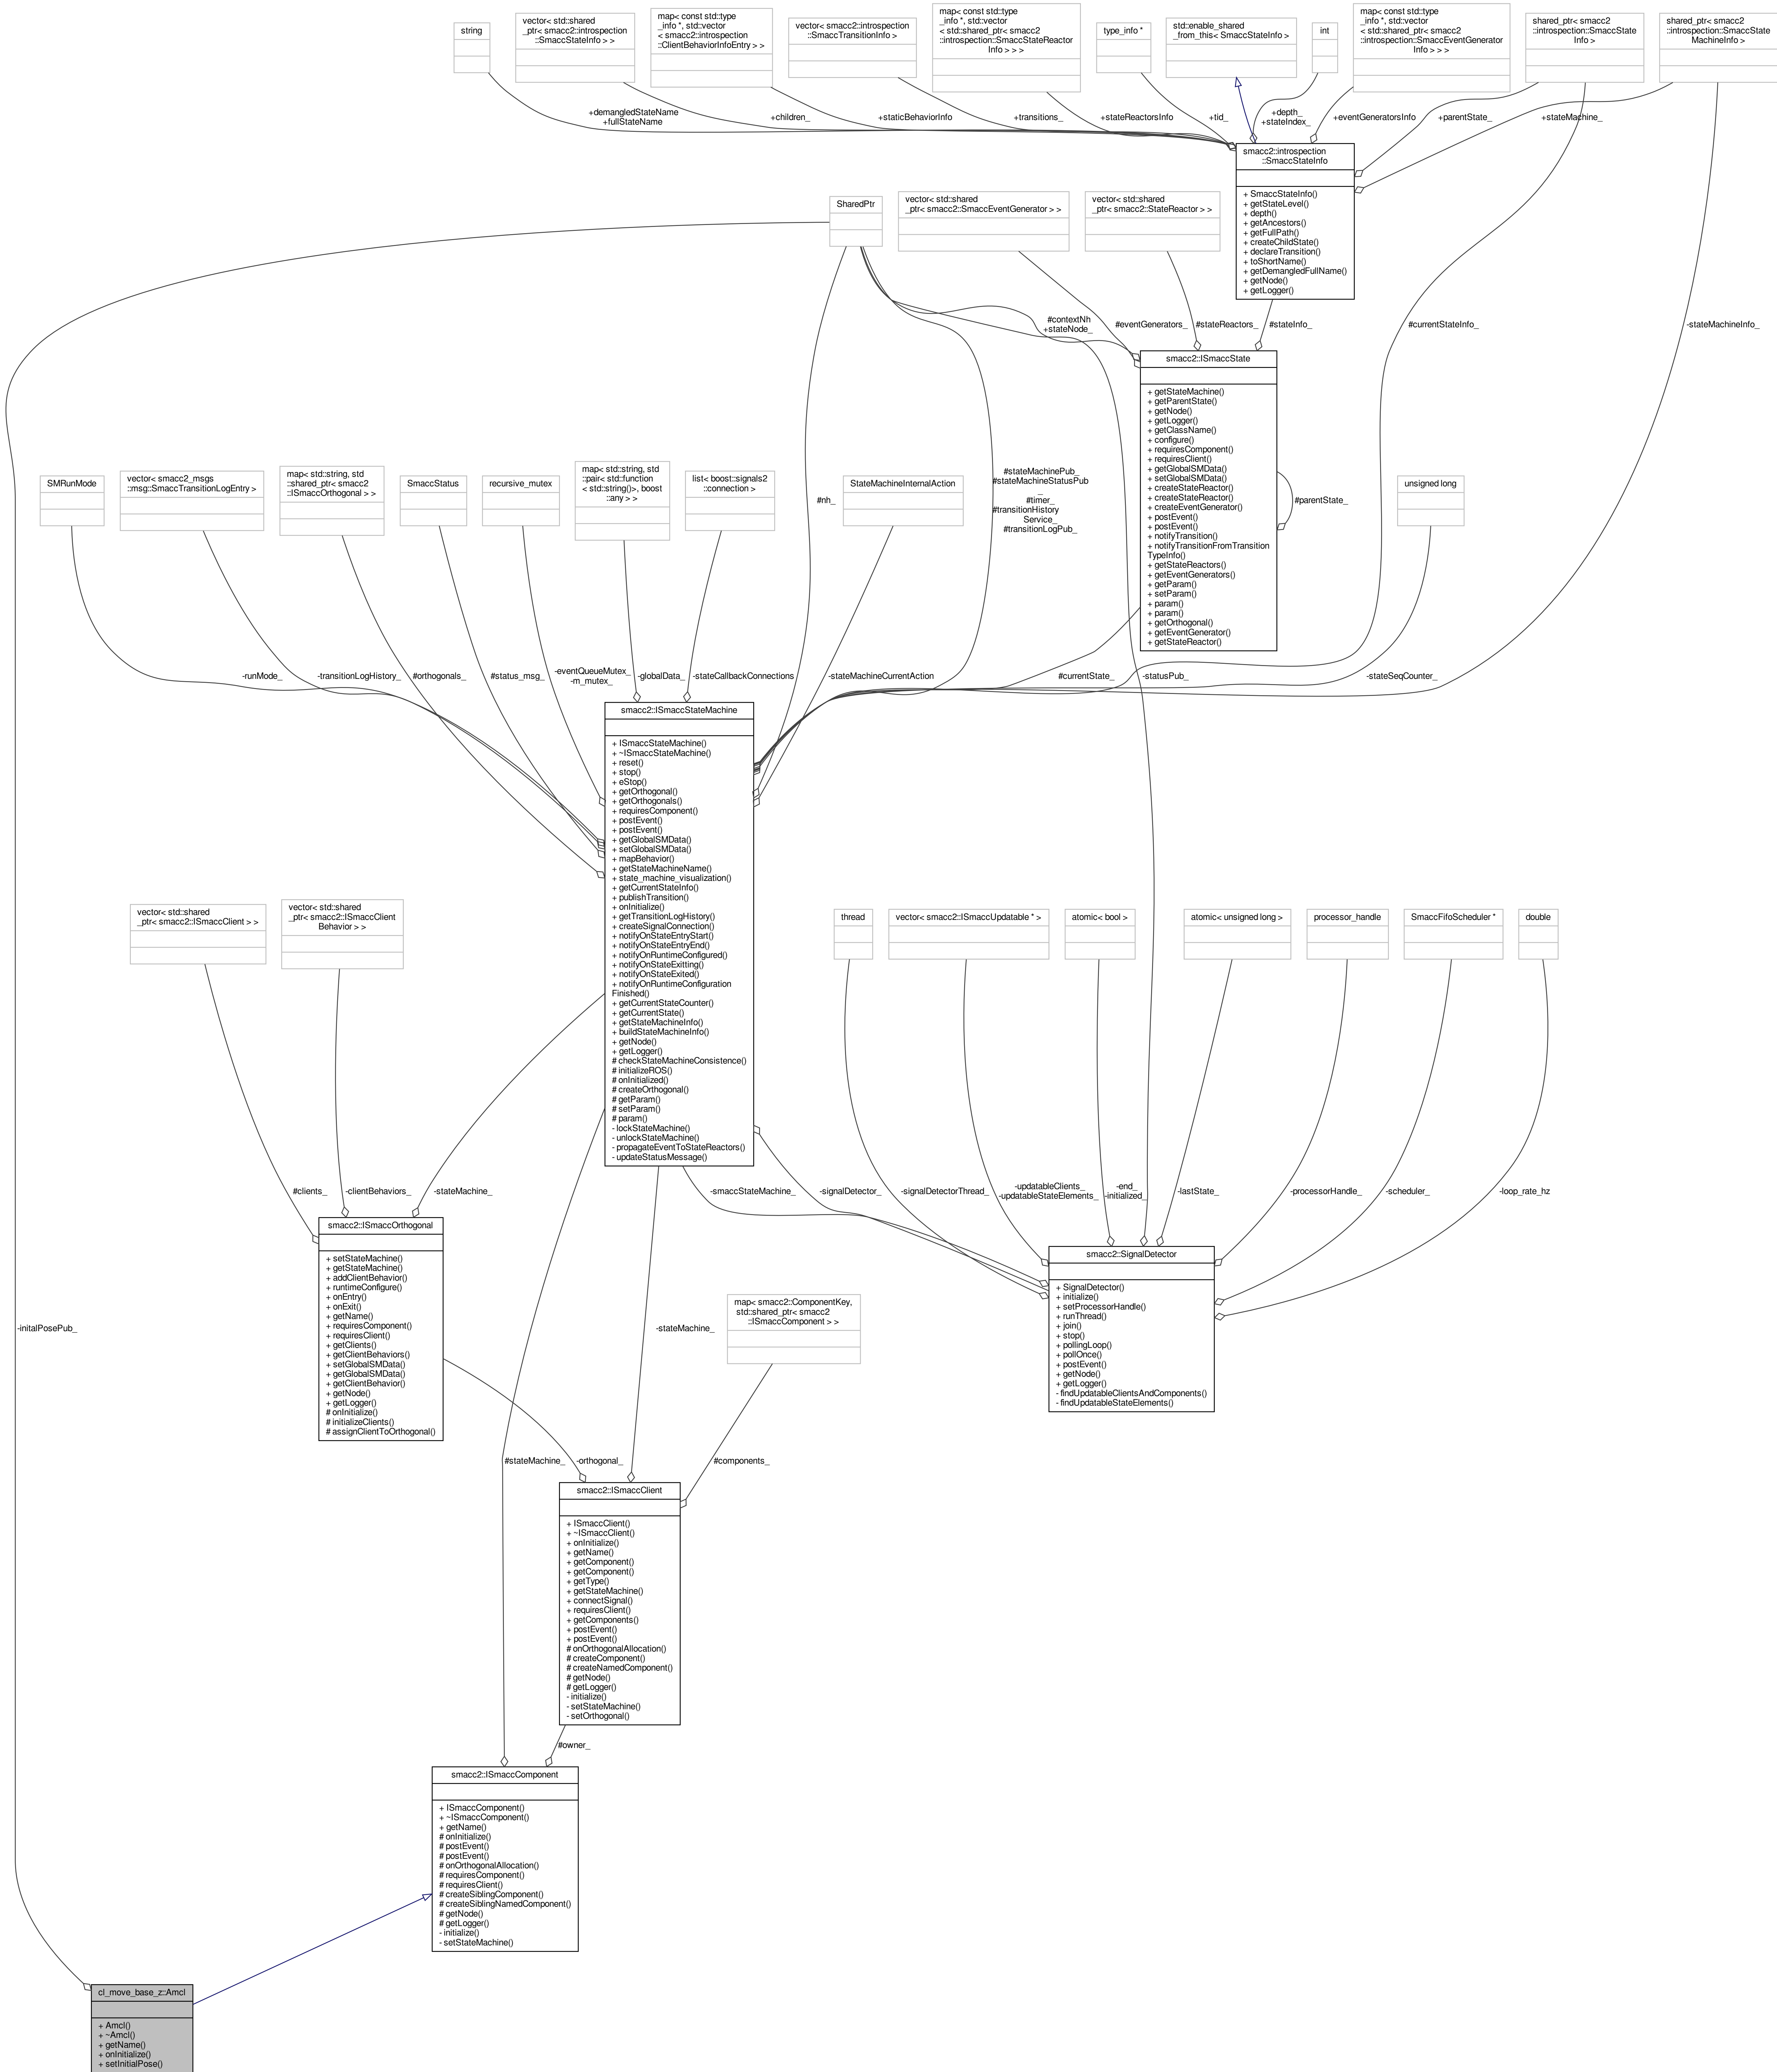 string
vector< std::shared
_ptr< smacc2::introspection
::SmaccStateInfo > >
map< const std::type
_info *, std::vector
< smacc2::introspection
::ClientBehaviorInfoEntry > >
vector< smacc2::introspection
::SmaccTransitionInfo >
map< const std::type
_info *, std::vector
< std::shared_ptr< smacc2
::introspection::SmaccStateReactor
Info > > >
type_info *
std::enable_shared
_from_this< SmaccStateInfo >
int
map< const std::type
_info *, std::vector
< std::shared_ptr< smacc2
::introspection::SmaccEventGenerator
Info > > >
shared_ptr< smacc2
::introspection::SmaccState
Info >
shared_ptr< smacc2
::introspection::SmaccState
MachineInfo >
+demangledStateName
+fullStateName
+children_
+staticBehaviorInfo
+transitions_
+stateReactorsInfo
+tid_
+depth_
+stateIndex_
+eventGeneratorsInfo
+parentState_
+stateMachine_
smacc2::introspection
::SmaccStateInfo
+ SmaccStateInfo()
+ getStateLevel()
+ depth()
+ getAncestors()
+ getFullPath()
+ createChildState()
+ declareTransition()
+ toShortName()
+ getDemangledFullName()
+ getNode()
+ getLogger()
SharedPtr
vector< std::shared
_ptr< smacc2::SmaccEventGenerator > >
vector< std::shared
_ptr< smacc2::StateReactor > >
#contextNh
+stateNode_
#eventGenerators_
#stateReactors_
#stateInfo_
#currentStateInfo_
-stateMachineInfo_
smacc2::ISmaccState
+ getStateMachine()
+ getParentState()
+ getNode()
+ getLogger()
+ getClassName()
+ configure()
+ requiresComponent()
+ requiresClient()
+ getGlobalSMData()
+ setGlobalSMData()
+ createStateReactor()
+ createStateReactor()
+ createEventGenerator()
+ postEvent()
+ postEvent()
+ notifyTransition()
+ notifyTransitionFromTransition
TypeInfo()
+ getStateReactors()
+ getEventGenerators()
+ getParam()
+ setParam()
+ param()
+ param()
+ getOrthogonal()
+ getEventGenerator()
+ getStateReactor()
#parentState_
SMRunMode
vector< smacc2_msgs
::msg::SmaccTransitionLogEntry >
map< std::string, std
::shared_ptr< smacc2
::ISmaccOrthogonal > >
SmaccStatus
recursive_mutex
map< std::string, std
::pair< std::function
< std::string()>, boost
::any > >
list< boost::signals2
::connection >
#nh_
StateMachineInternalAction
#stateMachinePub_
#stateMachineStatusPub
_
#timer_
#transitionHistory
Service_
#transitionLogPub_
unsigned long
-runMode_
-transitionLogHistory_
#orthogonals_
#status_msg_
-eventQueueMutex_
-m_mutex_
-globalData_
-stateCallbackConnections
-stateMachineCurrentAction
#currentState_
-statusPub_
-stateSeqCounter_
smacc2::ISmaccStateMachine
+ ISmaccStateMachine()
+ ~ISmaccStateMachine()
+ reset()
+ stop()
+ eStop()
+ getOrthogonal()
+ getOrthogonals()
+ requiresComponent()
+ postEvent()
+ postEvent()
+ getGlobalSMData()
+ setGlobalSMData()
+ mapBehavior()
+ getStateMachineName()
+ state_machine_visualization()
+ getCurrentStateInfo()
+ publishTransition()
+ onInitialize()
+ getTransitionLogHistory()
+ createSignalConnection()
+ notifyOnStateEntryStart()
+ notifyOnStateEntryEnd()
+ notifyOnRuntimeConfigured()
+ notifyOnStateExitting()
+ notifyOnStateExited()
+ notifyOnRuntimeConfiguration
Finished()
+ getCurrentStateCounter()
+ getCurrentState()
+ getStateMachineInfo()
+ buildStateMachineInfo()
+ getNode()
+ getLogger()
# checkStateMachineConsistence()
# initializeROS()
# onInitialized()
# createOrthogonal()
# getParam()
# setParam()
# param()
- lockStateMachine()
- unlockStateMachine()
- propagateEventToStateReactors()
- updateStatusMessage()
vector< std::shared
_ptr< smacc2::ISmaccClient > >
vector< std::shared
_ptr< smacc2::ISmaccClient
Behavior > >
thread
vector< smacc2::ISmaccUpdatable * >
atomic< bool >
atomic< unsigned long >
processor_handle
SmaccFifoScheduler *
double
#clients_
-clientBehaviors_
-stateMachine_
-smaccStateMachine_
-signalDetector_
-signalDetectorThread_
-updatableClients_
-updatableStateElements_
-end_
-initialized_
-lastState_
-processorHandle_
-scheduler_
-loop_rate_hz
smacc2::ISmaccOrthogonal
+ setStateMachine()
+ getStateMachine()
+ addClientBehavior()
+ runtimeConfigure()
+ onEntry()
+ onExit()
+ getName()
+ requiresComponent()
+ requiresClient()
+ getClients()
+ getClientBehaviors()
+ setGlobalSMData()
+ getGlobalSMData()
+ getClientBehavior()
+ getNode()
+ getLogger()
# onInitialize()
# initializeClients()
# assignClientToOrthogonal()
smacc2::SignalDetector
+ SignalDetector()
+ initialize()
+ setProcessorHandle()
+ runThread()
+ join()
+ stop()
+ pollingLoop()
+ pollOnce()
+ postEvent()
+ getNode()
+ getLogger()
- findUpdatableClientsAndComponents()
- findUpdatableStateElements()
-initalPosePub_
-stateMachine_
map< smacc2::ComponentKey,
std::shared_ptr< smacc2
::ISmaccComponent > >
#stateMachine_
-orthogonal_
#components_
smacc2::ISmaccClient
+ ISmaccClient()
+ ~ISmaccClient()
+ onInitialize()
+ getName()
+ getComponent()
+ getComponent()
+ getType()
+ getStateMachine()
+ connectSignal()
+ requiresClient()
+ getComponents()
+ postEvent()
+ postEvent()
# onOrthogonalAllocation()
# createComponent()
# createNamedComponent()
# getNode()
# getLogger()
- initialize()
- setStateMachine()
- setOrthogonal()
#owner_
smacc2::ISmaccComponent
+ ISmaccComponent()
+ ~ISmaccComponent()
+ getName()
# onInitialize()
# postEvent()
# postEvent()
# onOrthogonalAllocation()
# requiresComponent()
# requiresClient()
# createSiblingComponent()
# createSiblingNamedComponent()
# getNode()
# getLogger()
- initialize()
- setStateMachine()
cl_move_base_z::Amcl
+ Amcl()
+ ~Amcl()
+ getName()
+ onInitialize()
+ setInitialPose()